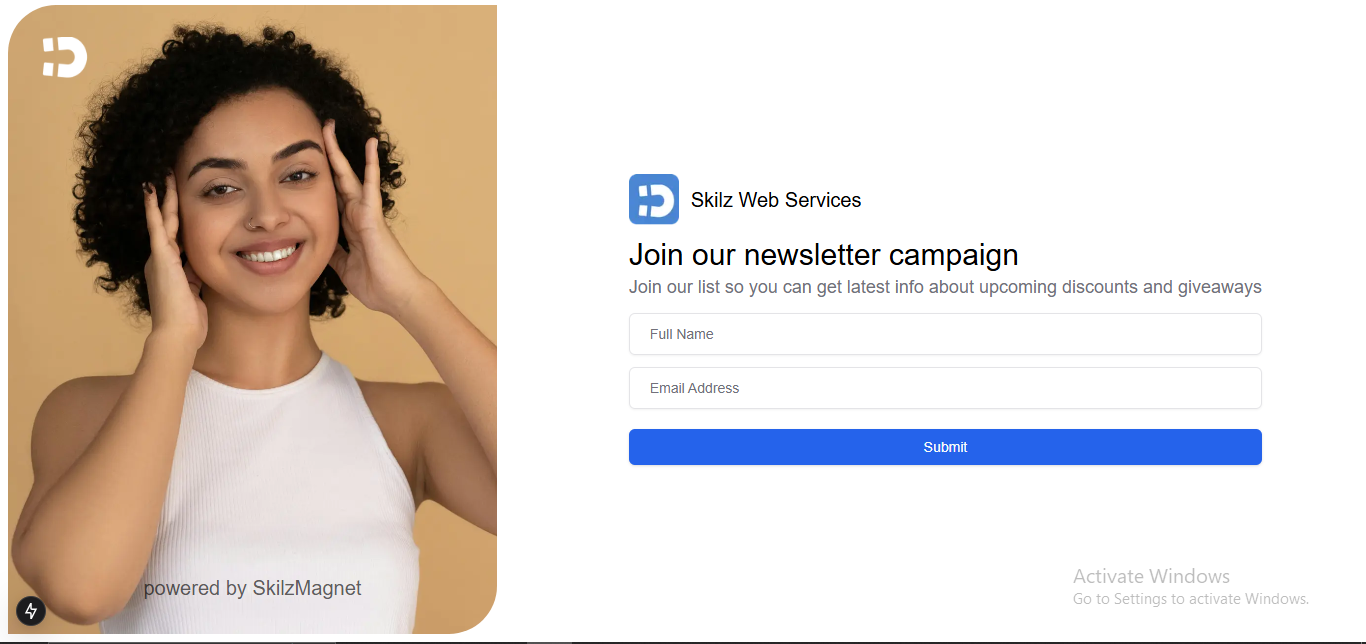 Skilz Web Services
Join our newsletter campaign
Join our list so you can get latest info about upcoming discounts and giveaways
Full Name
Email Address
Submit
powered by SkilzMagnet
Activate Windows
Go to Settings to activate Windows.